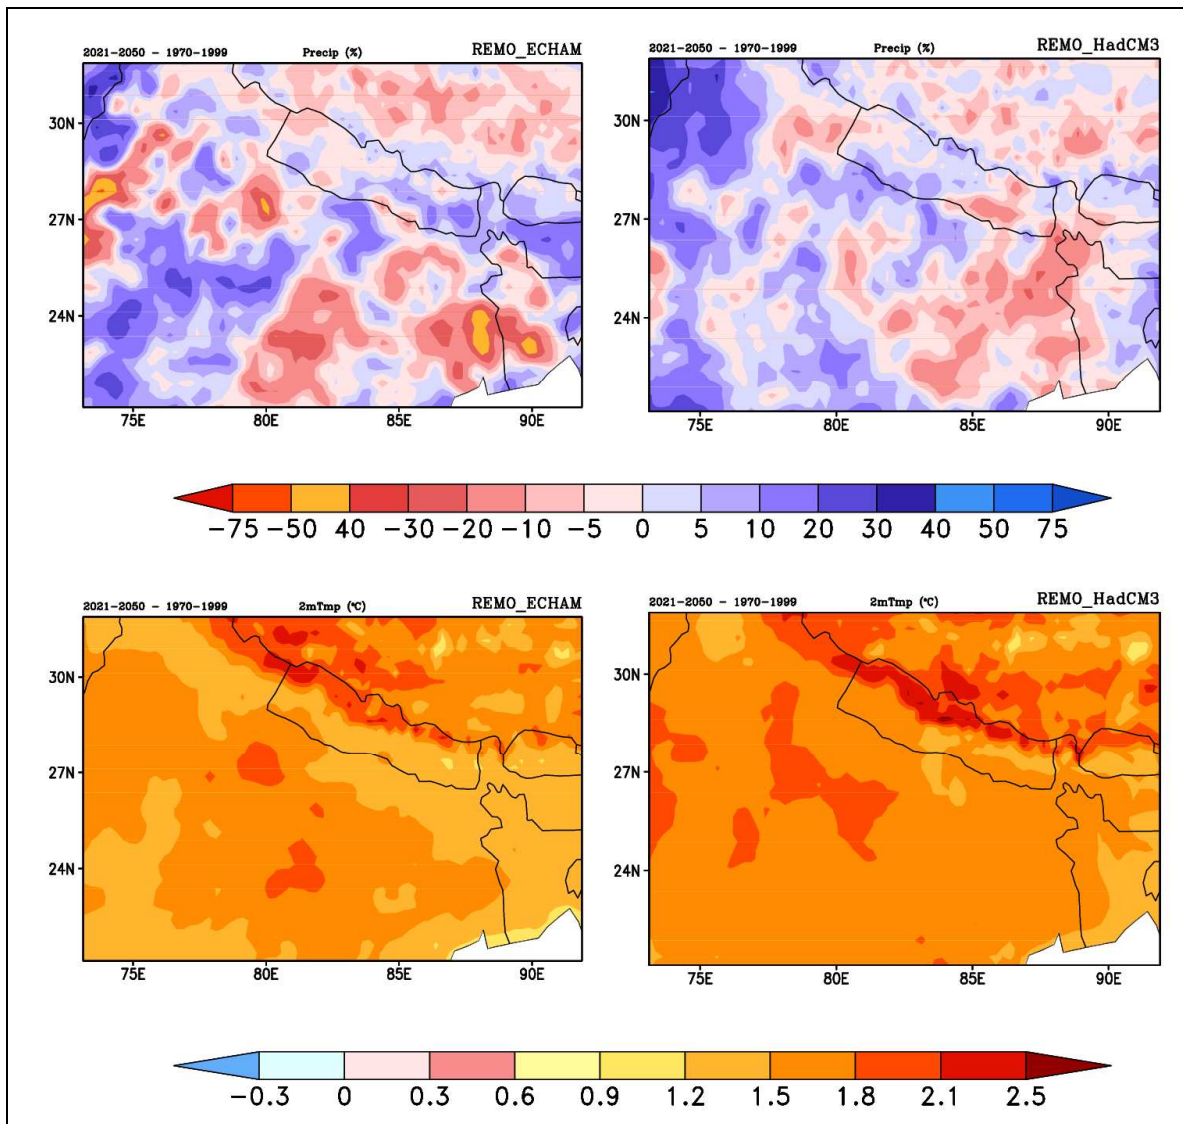 2021-2050 - 1970-1999 Precip (%) REMO_ECHAM
30N
27N
24N
75E 80E 85E 90E
2021-2050 - 1970-1999 Precip (%) REMO_HadCM3
30N
27N
24N
75E 80E 85E 90E
-75 -50 40 -30 -20 -10 -5 0 5 10 20 30 40 50 75
2021-2050 - 1970-1999 2mTmp (°C) REMO_ECHAM
30N
27N
24N
75E 80E 85E 90E
2021-2050 - 1970-1999 2mTmp (°C) REMO_HadCM3
30N
27N
24N
75E 80E 85E 90E
-0.3 0 0.3 0.6 0.9 1.2 1.5 1.8 2.1 2.5